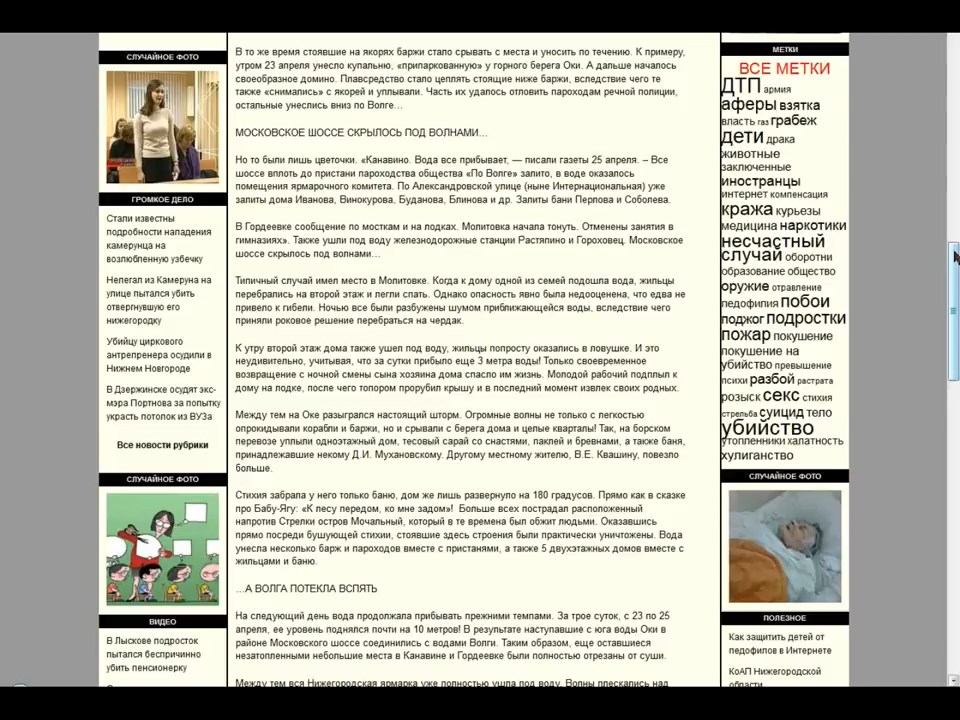 СЛУЧАЙНОЕ ФОТО
ГРОМКОЕ ДЕЛО
Стали известны
подробности нападения
камерунца на
возлюбленную узбечку
Нелегал из Камеруна на
улице пытался убить
отвергнувшую его
нижегородку
Убийцу циркового
антрепренера осудили в
Нижнем Новгороде
В Дзержинске осудят экс-
мэра Портнова за попытку
украсть потолок из ВУЗа
Все новости рубрики
СЛУЧАЙНОЕ ФОТО
ВИДЕО
В Лыскове подросток
пытался беспричинно
убить пенсионерку
В то же время стоявшие на якорях баржи стало срывать с места и уносить по течению. К примеру,
утром 23 апреля унесло купальню, «припаркованную» у горного берега Оки. А дальше началось
своеобразное домино. Плавсредство стало цеплять стоящие ниже баржи, вследствие чего те
также «снимались» с якорей и уплывали. Часть их удалось отловить пароходам речной полиции,
остальные унеслись вниз по Волге…
МОСКОВСКОЕ ШОССЕ СКРЫЛОСЬ ПОД ВОЛНАМИ…
Но то были лишь цветочки. «Канавино. Вода все прибывает, — писали газеты 25 апреля. – Все
шоссе вплоть до пристани пароходства общества «По Волге» залито, в воде оказалось
помещения ярмарочного комитета. По Александровской улице (ныне Интернациональная) уже
залиты дома Иванова, Винокурова, Буданова, Блинова и др. Залиты бани Перпова и Соболева.
В Гордеевке сообщение по мосткам и на лодках. Молитовка начала тонуть. Отменены занятия в
гимназиях». Также ушли под воду железнодорожные станции Растяпино и Гороховец. Московское
шоссе скрылось под волнами…
Типичный случай имел место в Молитовке. Когда к дому одной из семей подошла вода, жильцы
перебрались на второй этаж и легли спать. Однако опасность явно была недооценена, что едва не
привело к гибели. Ночью все были разбужены шумом приближающейся воды, вследствие чего
приняли роковое решение перебраться на чердак.
К утру второй этаж дома также ушел под воду, жильцы попросту оказались в ловушке. И это
неудивительно, учитывая, что за сутки прибыло еще 3 метра воды! Только своевременное
возвращение с ночной смены сына хозяина дома спасло им жизнь. Молодой рабочий подплыл к
дому на лодке, после чего топором прорубил крышу и в последний момент извлек своих родных.
Между тем на Оке разыгрался настоящий шторм. Огромные волны не только с легкостью
опрокидывали корабли и баржи, но и срывали с берега дома и целые кварталы! Так, на борском
перевозе уплыли одноэтажный дом, тесовый сарай со снастями, паклей и бревнами, а также баня,
принадлежавшие некому Д.И. Мухановскому. Другому местному жителю, В.Е. Квашину, повезло
больше.
Стихия забрала у него только баню, дом же лишь развернуло на 180 градусов. Прямо как в сказке
про Бабу-Ягу: «К лесу передом, ко мне задом»! Больше всех пострадал расположенный
напротив Стрелки остров Мочальный, который в те времена был обжит людьми. Оказавшись
прямо посреди бушующей стихии, стоявшие здесь строения были практически уничтожены. Вода
унесла несколько барж и пароходов вместе с пристанями, а также 5 двухэтажных домов вместе с
жильцами и баню.
…А ВОЛГА ПОТЕКЛА ВСПЯТЬ
На следующий день вода продолжала прибывать прежними темпами. За трое суток, с 23 по 25
апреля, ее уровень поднялся почти на 10 метров! В результате наступавшие с юга воды Оки в
районе Московского шоссе соединились с водами Волги. Таким образом, еще оставшиеся
незатопленными небольшие места в Канавине и Гордеевке были полностью отрезаны от суши.
Между тем вся Нижегородская ярмарка уже полностью ушла под воду. Волны плескались над
МЕТКИ
ВСЕ МЕТКИ
ДТП армия
аферы взятка
власть газ грабеж
дети драка
животные
заключенные
иностранцы
интернет компенсация
кража курьезы
медицина наркотики
несчастный
случай оборотни
образование общество
оружие отравление
педофилия побои
поджог подростки
пожар покушение
покушение на
убийство превышение
психи разбой растрата
розыск секс стихия
стрельба суицид тело
убийство
утопленники халатность
хулиганство
СЛУЧАЙНОЕ ФОТО
ПОЛЕЗНОЕ
Как защитить детей от
педофилов в Интернете
КоАП Нижегородской
области